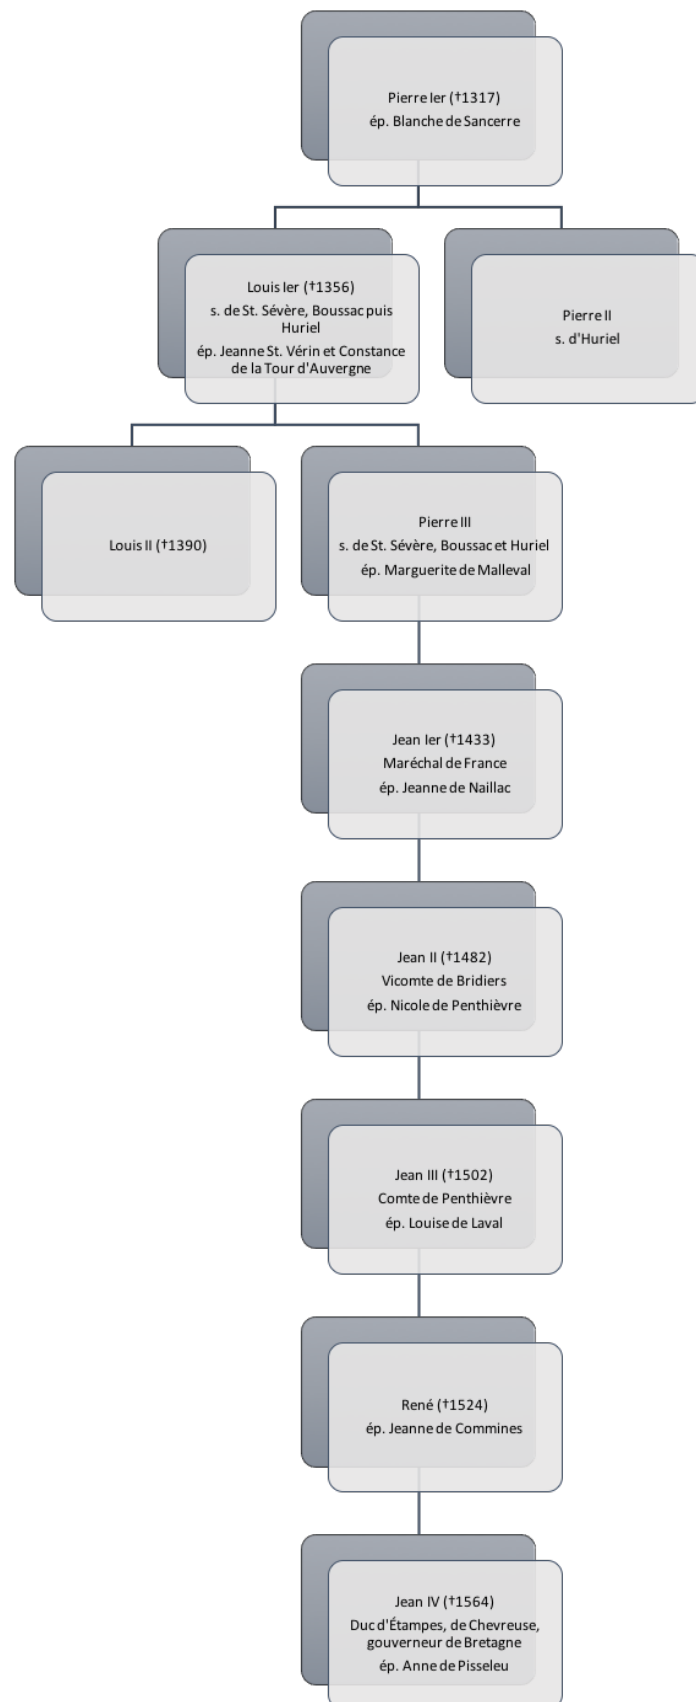 Pierre Ier (†1317)
ép. Blanche de Sancerre
Louis Ier (†1356)
s. de St. Sévère, Boussac puis
Huriel
ép. Jeanne St. Vérin et Constance
de la Tour d'Auvergne
Pierre II
s. d'Huriel
Louis II (†1390)
Pierre III
s. de St. Sévère, Boussac et Huriel
ép. Marguerite de Malleval
Jean Ier (†1433)
Maréchal de France
ép. Jeanne de Naillac
Jean II (†1482)
Vicomte de Bridiers
ép. Nicole de Penthièvre
Jean III (†1502)
Comte de Penthièvre
ép. Louise de Laval
René (†1524)
ép. Jeanne de Commines
Jean IV (†1564)
Duc d'Étampes, de Chevreuse,
gouverneur de Bretagne
ép. Anne de Pisseleu